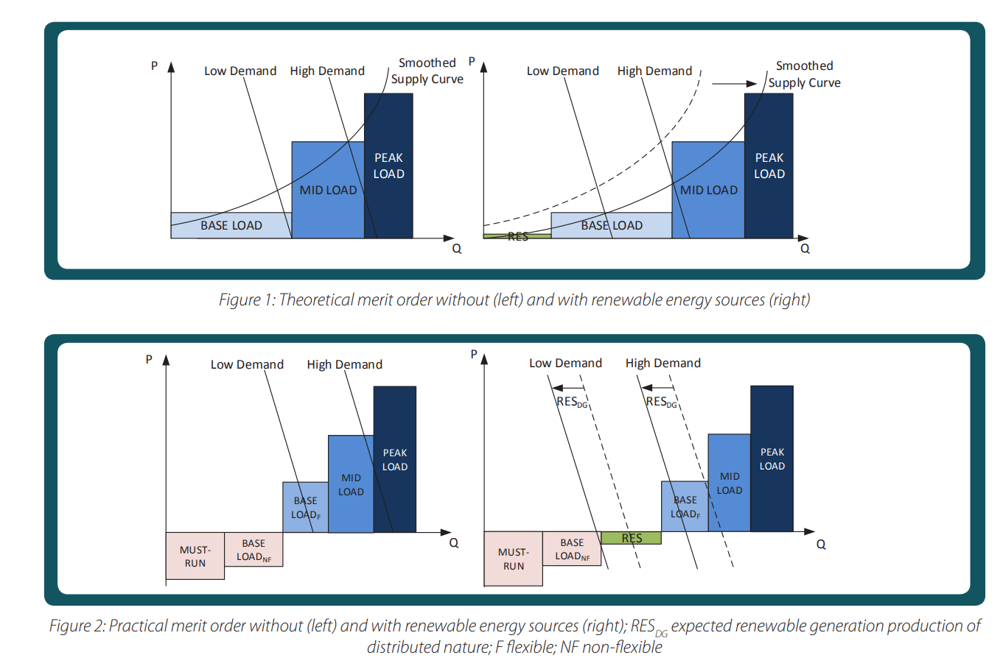 P
Low Demand
High Demand
Smoothed
Supply Curve
PEAK
LOAD
MID LOAD
BASE LOAD
Q
P
Low Demand
High Demand
Smoothed
Supply Curve
PEAK
LOAD
MID LOAD
BASE LOAD
RES
Q
Figure 1: Theoretical merit order without (left) and with renewable energy sources (right)
P
Low Demand
High Demand
PEAK
LOAD
MID
LOAD
BASE
LOADF
Q
MUST-
RUN
BASE
LOADNF
P
Low Demand
High Demand
RESDG
RESDG
PEAK
LOAD
MID
LOAD
BASE
LOADF
RES
Q
MUST-
RUN
BASE
LOADNF
Figure 2: Practical merit order without (left) and with renewable energy sources (right); RESDG expected renewable generation production of
distributed nature; F flexible; NF non-flexible